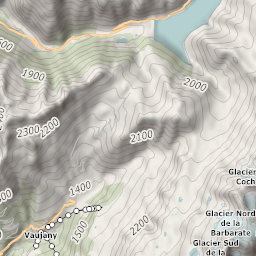 1900
2000
2300
2200
2100
Glacier
Coch
1400
Glacier Nord
de la
Barbarate
Vaujany
1500
2200
Glacier Sud
de la